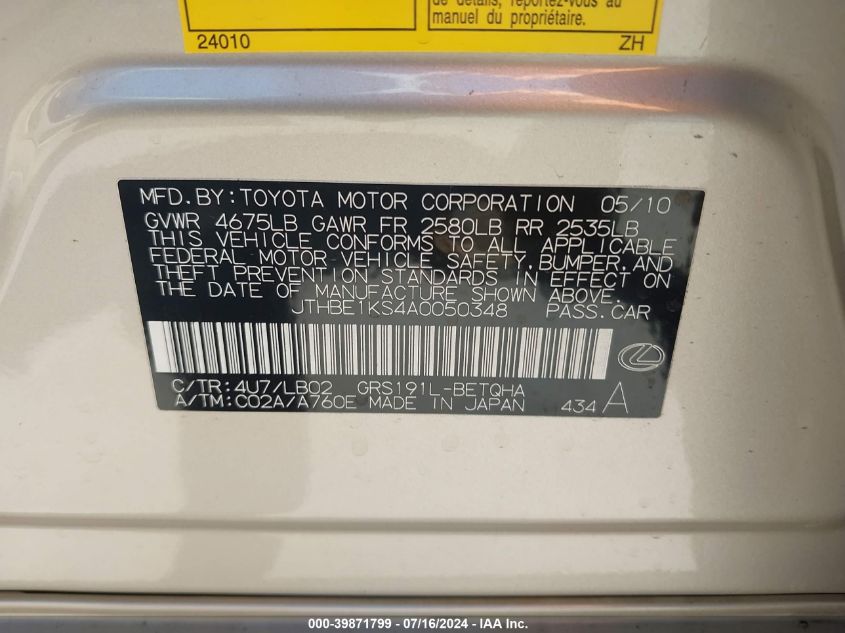 de détails, reportez-vous au
manuel du propriétaire.
24010 ZH
MFD.BY:TOYOTA MOTOR CORPORATION 05/10
GVWR 4675LB GAWR FR 2580LB RR 2535LB
THIS VEHICLE CONFORMS TO ALL APPLICABLE
FEDERAL MOTOR VEHICLE SAFETY,BUMPER,AND
THEFT PREVENTION STANDARDS IN EFFECT ON
THE DATE OF MANUFACTURE SHOWN ABOVE.
JTHBE1KS4A0050348 PASS.CAR
C/TR:4U7/LB02 GRS191L-BETQHA
A/TM:C02A/A760E MADE IN JAPAN 434 A
000-39871799 - 07/16/2024 - IAA Inc.